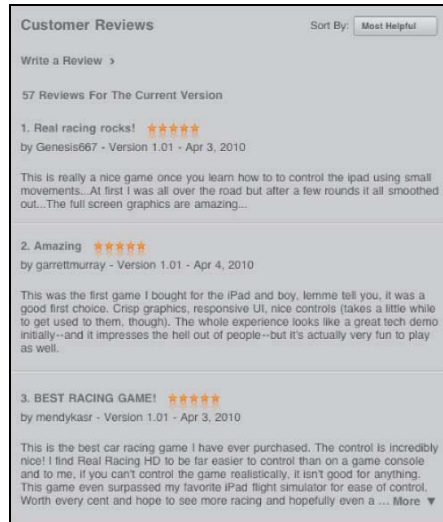 Customer Reviews
Sort By: Most Helpful
Write a Review ›
57 Reviews For The Current Version
1. Real racing rocks! ★★★★★
by Genesis667 - Version 1.01 - Apr 3, 2010
This is really a nice game once you learn how to to control the ipad using small
movements...At first I was all over the road but after a few rounds it all smoothed
out...The full screen graphics are amazing...
2. Amazing ★★★★★
by garrettmurray - Version 1.01 - Apr 4, 2010
This was the first game I bought for the iPad and boy, lemme tell you, it was a
good first choice. Crisp graphics, responsive UI, nice controls (takes a little while
to get used to them, though). The whole experience looks like a great tech demo
initially--and it impresses the hell out of people--but it's actually very fun to play
as well.
3. BEST RACING GAME! ★★★★★
by mendykasr - Version 1.01 - Apr 3, 2010
This is the best car racing game I have ever purchased. The control is incredibly
nice! I find Real Racing HD to be far easier to control than on a game console
and to me, if you can't control the game realistically, it isn't good for anything.
This game even surpassed my favorite iPad flight simulator for ease of control.
Worth every cent and hope to see more racing and hopefully even a ... More ▼